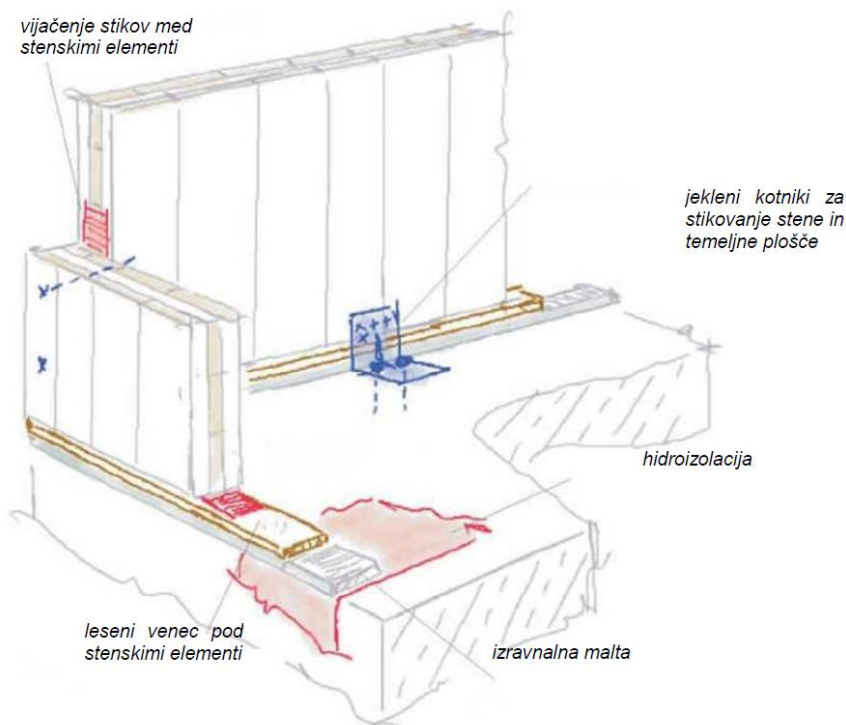 vijačenje stikov med
stenskimi elementi
jekleni kotniki za
stikovanje stene in
temeljne plošče
hidroizolacija
leseni venec pod
stenskimi elementi
izravnalna malta